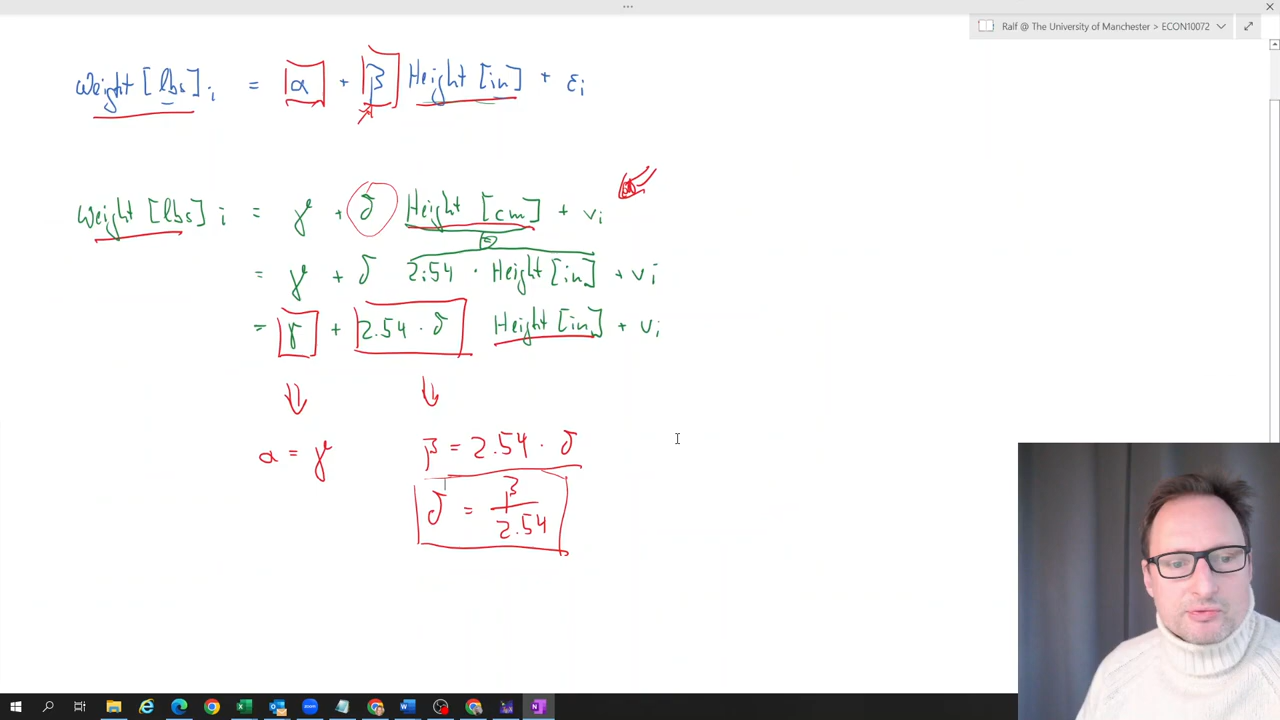 Ralf @ The University of Manchester > ECON10072
Weight [lbs] i = α + β Height [in] + εi
Weight [lbs] i = γ + δ Height [cm] + vi
=
= γ + δ 2.54 · Height [in] + vi
= γ + 2.54 · δ Height [in] + vi
⇓ ⇓
α = γ β = 2.54 · δ
δ = β / 2.54